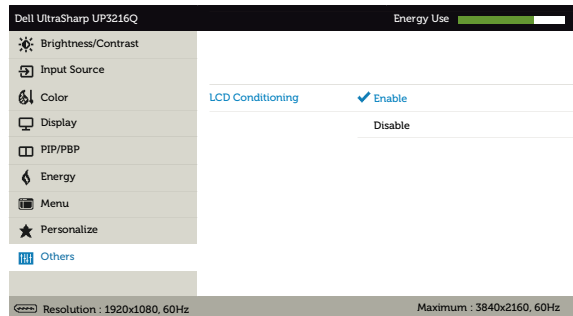 Dell UltraSharp UP3216Q Energy Use
Brightness/Contrast
Input Source
Color
LCD Conditioning
Enable
Display
Disable
PIP/PBP
Energy
Menu
Personalize
Others
Resolution : 1920x1080, 60Hz Maximum : 3840x2160, 60Hz